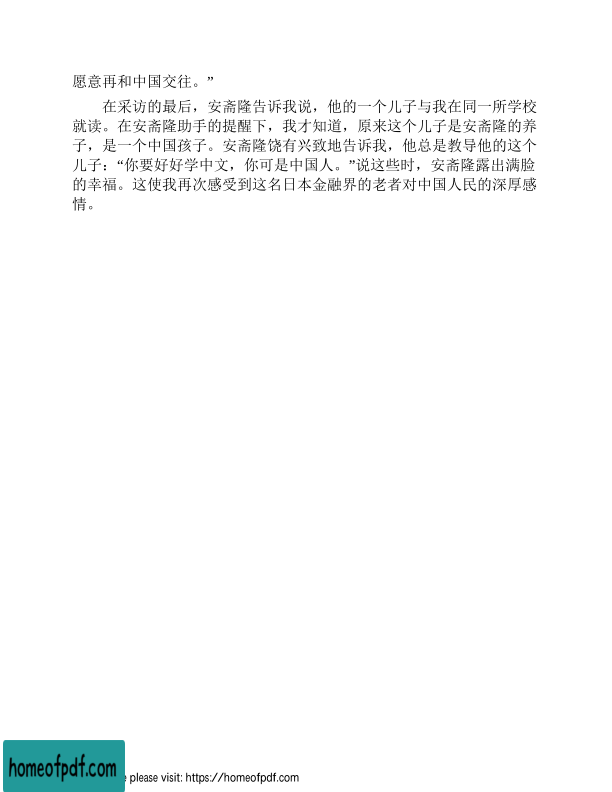 愿意再和中国交往。”
在采访的最后，安斋隆告诉我说，他的一个儿子与我在同一所学校
就读。在安斋隆助手的提醒下，我才知道，原来这个儿子是安斋隆的养
子，是一个中国孩子。安斋隆饶有兴致地告诉我，他总是教导他的这个
儿子：“你要好好学中文，你可是中国人。”说这些时，安斋隆露出满脸
的幸福。这使我再次感受到这名日本金融界的老者对中国人民的深厚感
情。
homeofpdf.com
please visit: https://homeofpdf.com